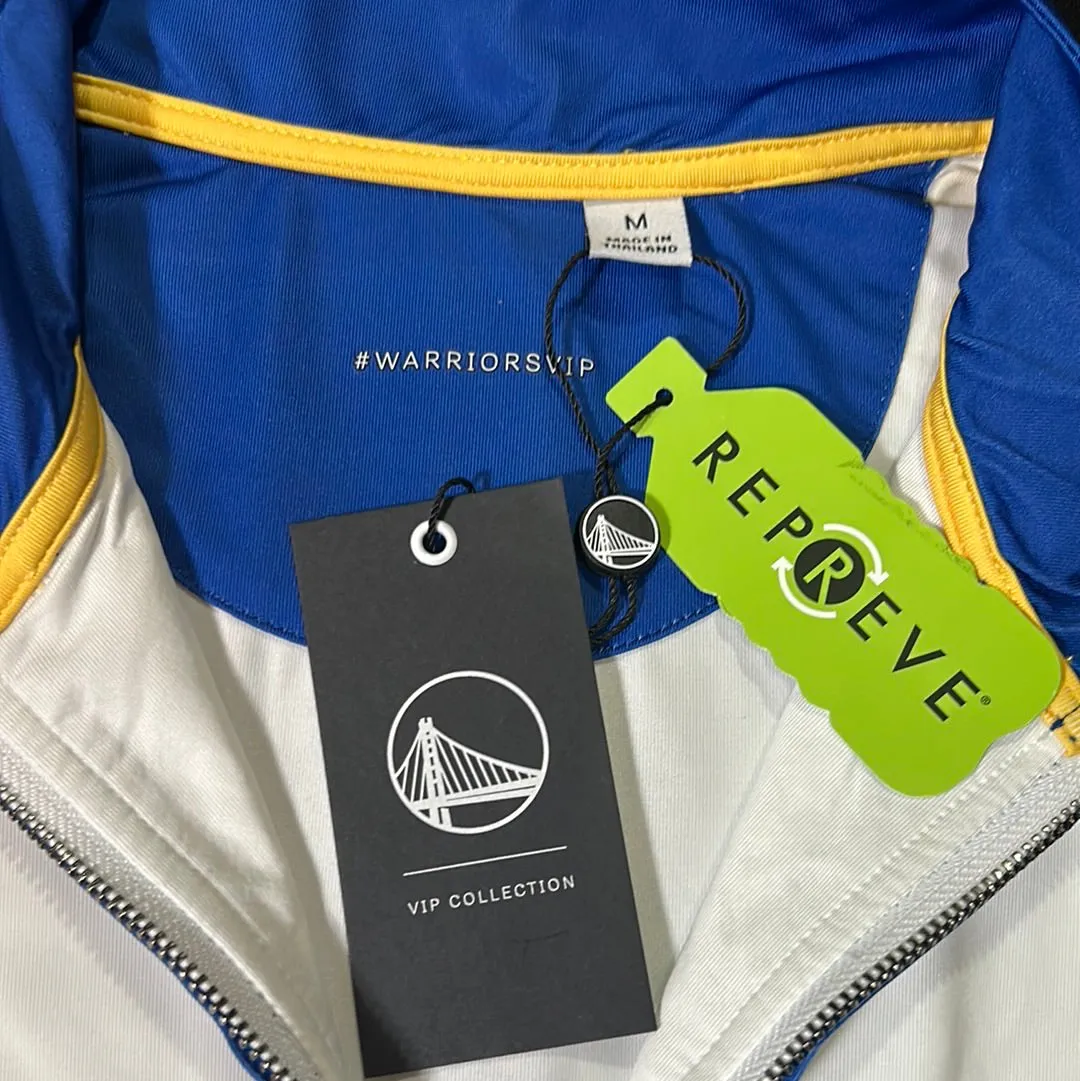 M
MADE IN
THAILAND
#WARRIORSVIP
REPREVE®
R
VIP COLLECTION